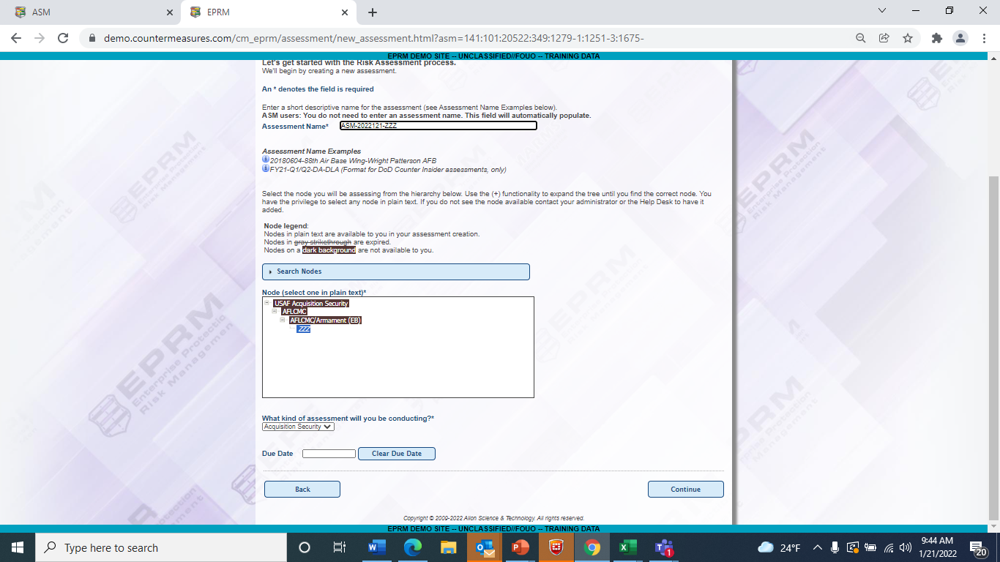 ASM
EPRM
demo.countermeasures.com/cm_eprm/assessment/new_assessment.html?asm=141:101:20522:349:1279-1:1251-3:1675-
EPRM DEMO SITE -- UNCLASSIFIED//FOUO -- TRAINING DATA
Let's get started with the Risk Assessment process.
We'll begin by creating a new assessment.
An * denotes the field is required
Enter a short descriptive name for the assessment (see Assessment Name Examples below).
ASM users: You do not need to enter an assessment name. This field will automatically populate.
Assessment Name* ASM-2022121-ZZZ
Assessment Name Examples
20180604-88th Air Base Wing-Wright Patterson AFB
FY21-Q1/Q2-DA-DLA (Format for DoD Counter Insider assessments, only)
Select the node you will be assessing from the hierarchy below. Use the (+) functionality to expand the tree until you find the correct node. You
have the privilege to select any node in plain text. If you do not see the node available contact your administrator or the Help Desk to have it
added.
Node legend:
Nodes in plain text are available to you in your assessment creation.
Nodes in gray strikethrough are expired.
Nodes on a dark background are not available to you.
Search Nodes
Node (select one in plain text)*
USAF Acquisition Security
AFLCMC
AFLCMC/Armament (EB)
ZZZ
What kind of assessment will you be conducting?*
Acquisition Security
Due Date Clear Due Date
Back Continue
Copyright © 2009-2022 Alion Science & Technology. All rights reserved.
EPRM DEMO SITE -- UNCLASSIFIED//FOUO -- TRAINING DATA
EPRM
Enterprise Protection
Risk Management
Type here to search
24°F
9:44 AM
1/21/2022
20
1